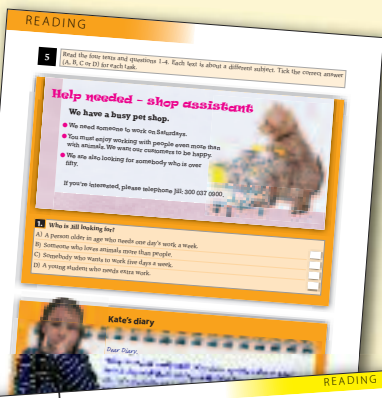 READING
5 Read the four texts and questions 1-4. Each text is about a different subject. Tick the correct answer
(A, B, C or D) for each task.
Help needed – shop assistant
We have a busy pet shop.
• We need someone to work on Saturdays.
• You must enjoy working with people even more than
with animals. We want our customers to be happy.
• We are also looking for somebody who is over
fifty.
If you're interested, please telephone Jill: 300 037 0000
1. Who is Jill looking for?
A) A person older in age who needs one day's work a week.
B) Someone who loves animals more than people.
C) Somebody who wants to work five days a week.
D) A young student who needs extra work.
Kate's diary
Dear Diary,
READING